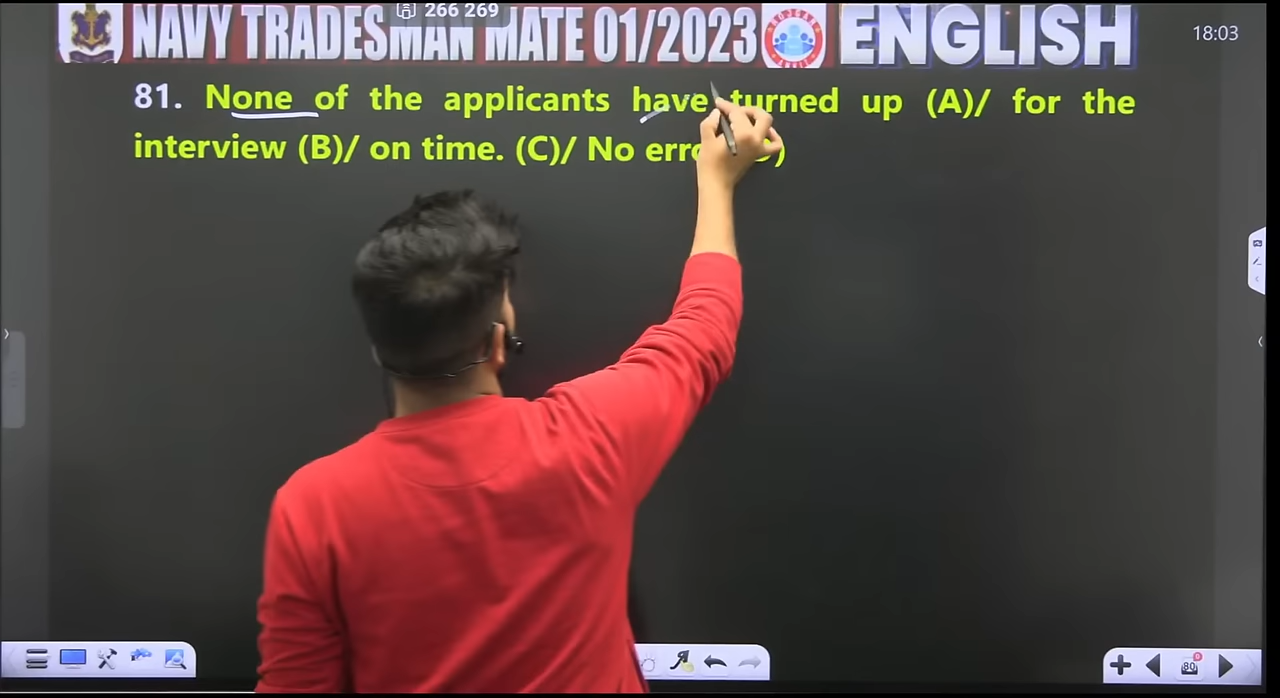 266 269
NAVY TRADESMAN MATE 01/2023 ENGLISH
18:03
81. None of the applicants have turned up (A)/ for the
interview (B)/ on time. (C)/ No
80